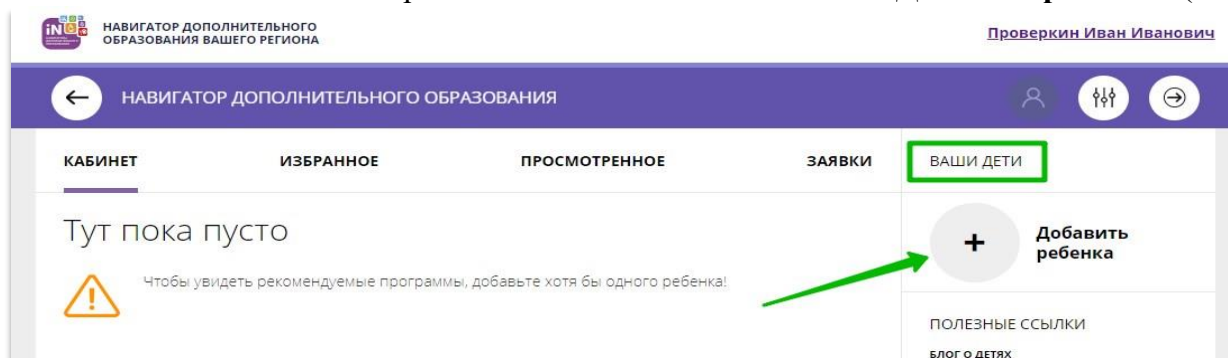 iN
НАВИГАТОР ДОПОЛНИТЕЛЬНОГО
ОБРАЗОВАНИЯ ВАШЕГО РЕГИОНА
Проверкин Иван Иванович
НАВИГАТОР ДОПОЛНИТЕЛЬНОГО ОБРАЗОВАНИЯ
КАБИНЕТ ИЗБРАННОЕ ПРОСМОТРЕННОЕ ЗАЯВКИ ВАШИ ДЕТИ
Тут пока пусто
Чтобы увидеть рекомендуемые программы, добавьте хотя бы одного ребенка!
Добавить
ребенка
ПОЛЕЗНЫЕ ССЫЛКИ
БЛОГ О ДЕТЯХ